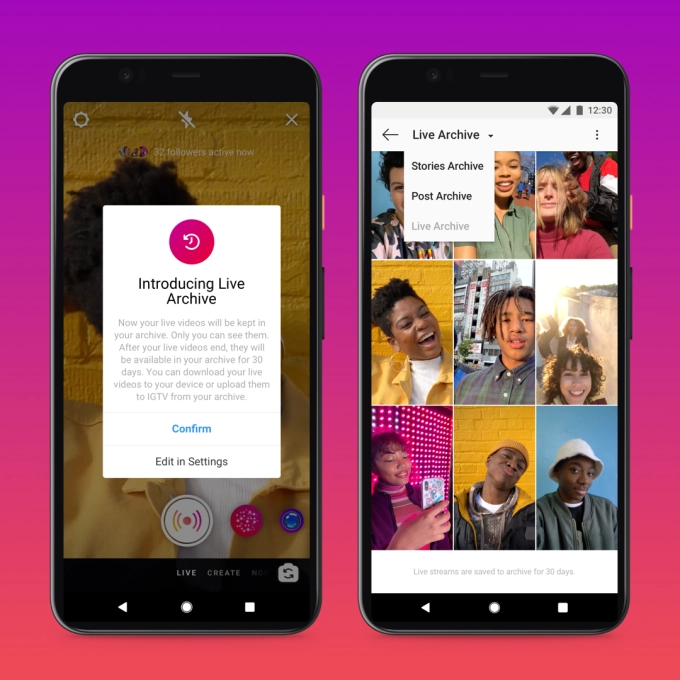 32 followers active now
Introducing Live
Archive
Now your live videos will be kept in
your archive. Only you can see them.
After your live videos end, they will
be available in your archive for 30
days. You can download your live
videos to your device or upload them
to IGTV from your archive.
Confirm
Edit in Settings
LIVE CREATE
12:30
Live Archive
Stories Archive
Post Archive
Live Archive
Live streams are saved to archive for 30 days.